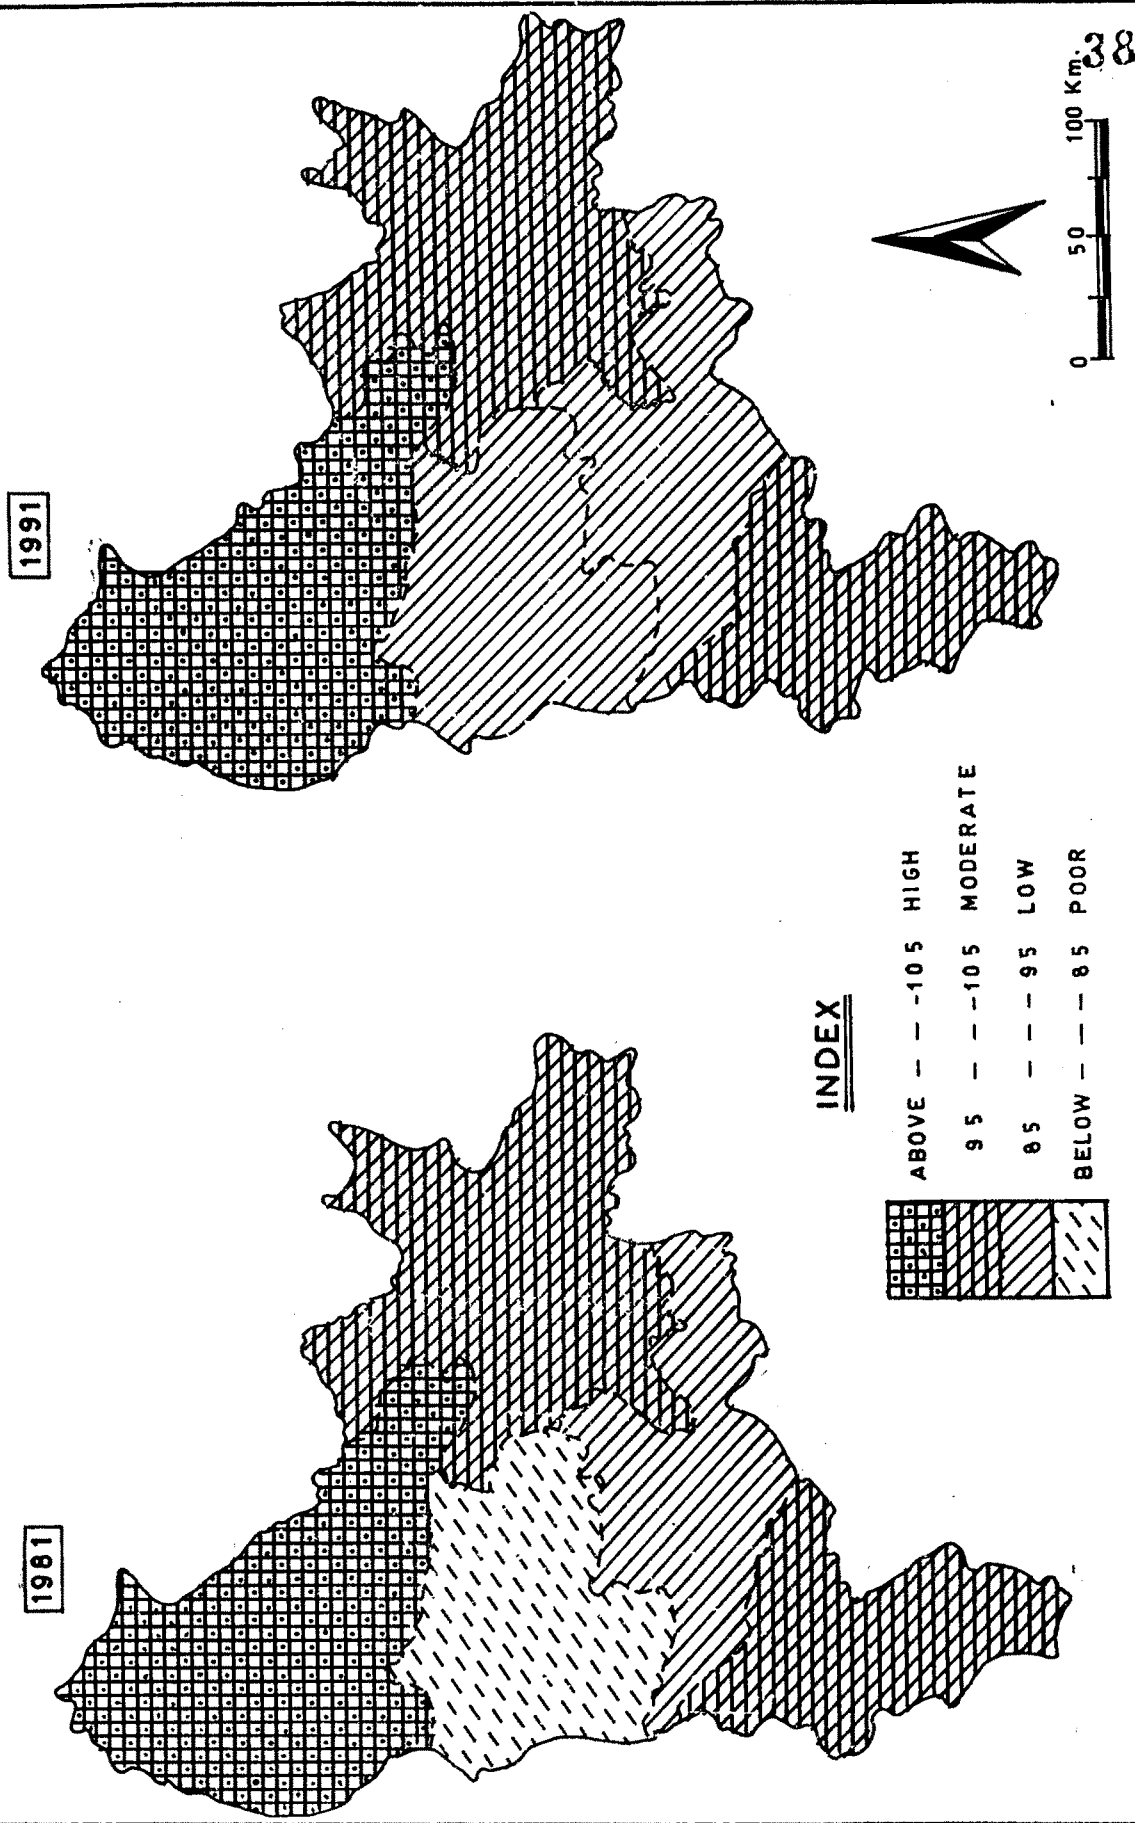 38
1981
1991
INDEX
ABOVE – – -105 HIGH
95 – – -105 MODERATE
85 – – – 95 LOW
BELOW – – – 85 POOR
0 50 100 Km.